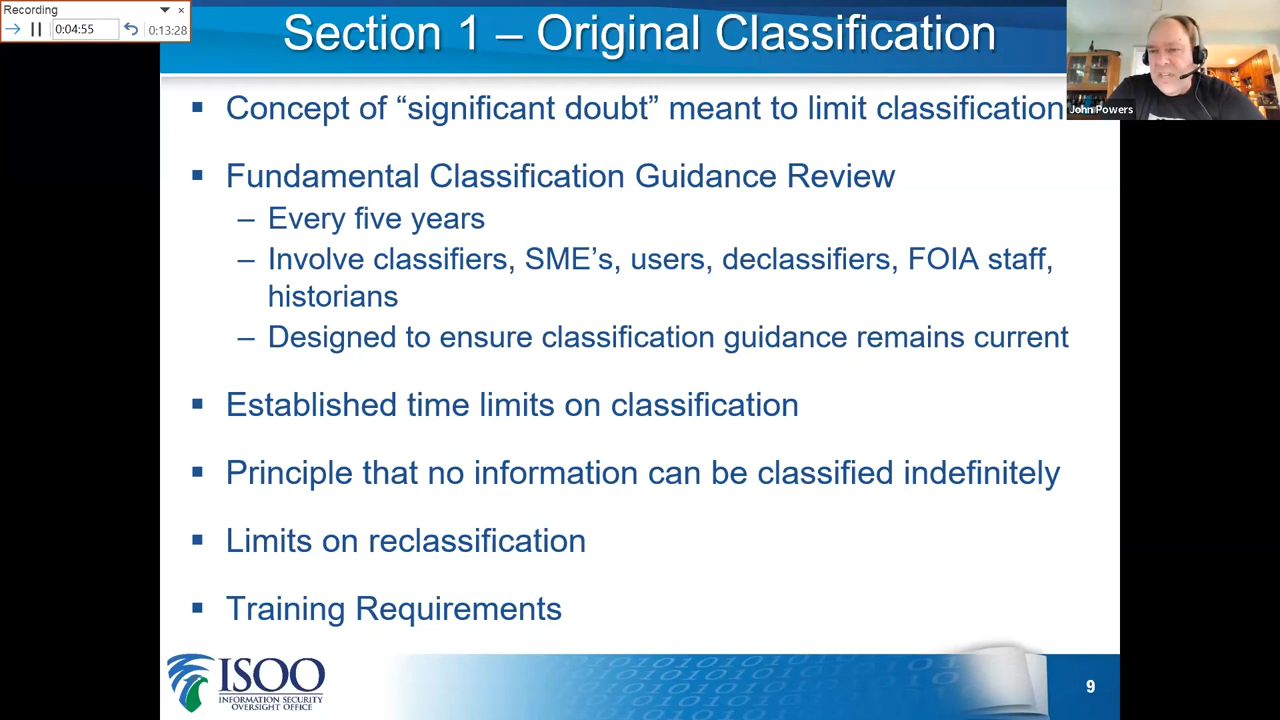 Recording
0:04:55
0:13:28
Section 1 – Original Classification
John Powers
▪ Concept of “significant doubt” meant to limit classification
▪ Fundamental Classification Guidance Review
– Every five years
– Involve classifiers, SME’s, users, declassifiers, FOIA staff,
historians
– Designed to ensure classification guidance remains current
▪ Established time limits on classification
▪ Principle that no information can be classified indefinitely
▪ Limits on reclassification
▪ Training Requirements
ISOO
INFORMATION SECURITY
OVERSIGHT OFFICE
9